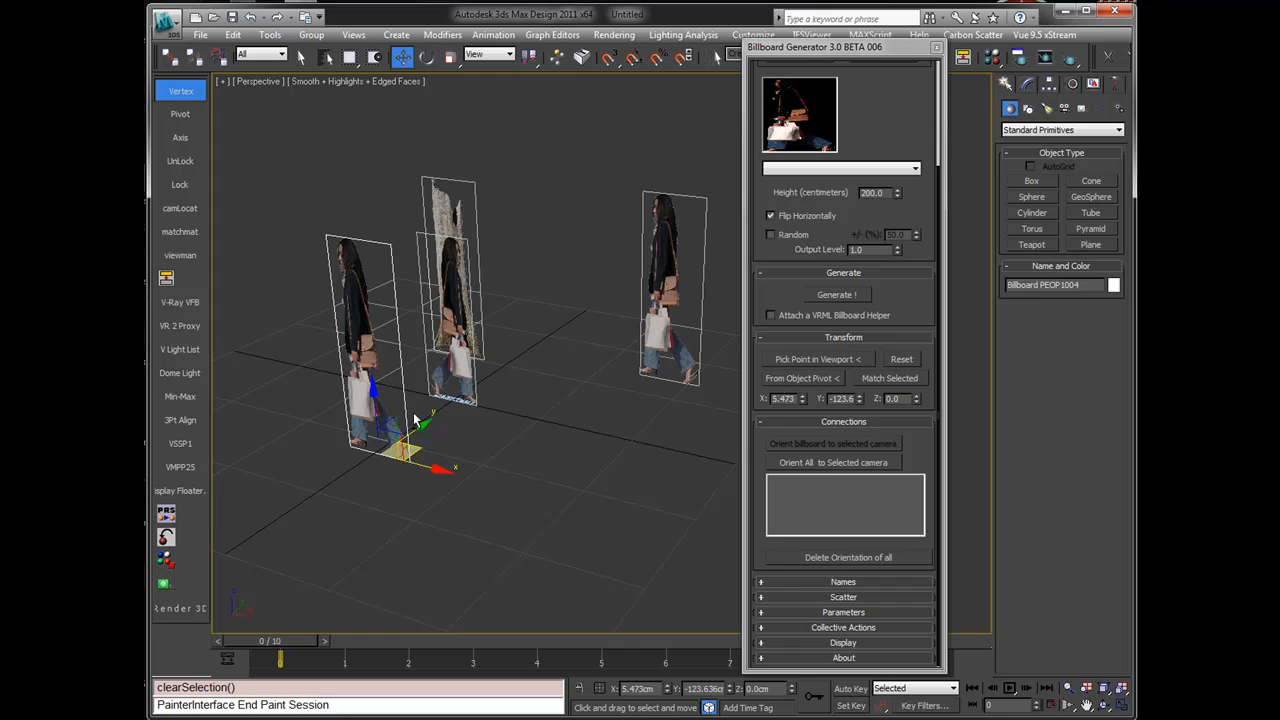 Autodesk 3ds Max Design 2011 x64 Untitled
Type a keyword or phrase
File Edit Tools Group Views Create Modifiers Animation Graph Editors Rendering Lighting Analysis Customize MAXScript Help Carbon Scatter Vue 9.5 xStream
Billboard Generator 3.0 BETA 006
All
View
[ + ] [ Perspective ] [ Smooth + Highlights + Edged Faces ]
Vertex
Pivot
Axis
UnLock
Lock
camLocat
matchmat
viewman
V-Ray VFB
VR 2 Proxy
V Light List
Dome Light
Min-Max
3Pt Align
VSSP1
VMPP25
isplay Floater.
PRS
Render 3D
Height (centimeters) 200.0
Flip Horizontally
Random +/- (%): 50.0
Output Level: 1.0
Generate
Generate !
Attach a VRML Billboard Helper
Transform
Pick Point in Viewport < Reset
From Object Pivot < Match Selected
X: 5.473 Y: -123.6 Z: 0.0
Connections
Orient billboard to selected camera
Orient All to Selected camera
Delete Orientation of all
Names
Scatter
Parameters
Collective Actions
Display
About
Standard Primitives
Object Type
AutoGrid
Box Cone
Sphere GeoSphere
Cylinder Tube
Torus Pyramid
Teapot Plane
Name and Color
Billboard PEOP1004
y
x
0 / 10
0 1 2 3 4 5 6 7
clearSelection()
PainterInterface End Paint Session
X: 5.473cm Y: -123.636cm Z: 0.0cm
Click and drag to select and move
Add Time Tag
Auto Key Selected
Set Key Key Filters...
0